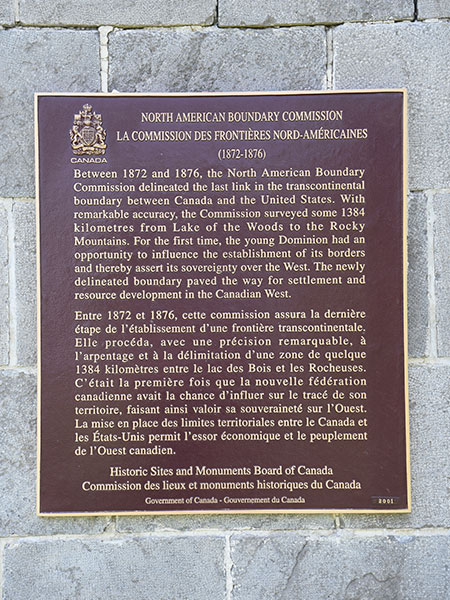 CANADA
NORTH AMERICAN BOUNDARY COMMISSION
LA COMMISSION DES FRONTIÈRES NORD-AMÉRICAINES
(1872-1876)
Between 1872 and 1876, the North American Boundary
Commission delineated the last link in the transcontinental
boundary between Canada and the United States. With
remarkable accuracy, the Commission surveyed some 1384
kilometres from Lake of the Woods to the Rocky
Mountains. For the first time, the young Dominion had an
opportunity to influence the establishment of its borders
and thereby assert its sovereignty over the West. The newly
delineated boundary paved the way for settlement and
resource development in the Canadian West.
Entre 1872 et 1876, cette commission assura la dernière
étape de l'établissement d'une frontière transcontinentale.
Elle procéda, avec une précision remarquable, à
l'arpentage et à la délimitation d'une zone de quelque
1384 kilomètres entre le lac des Bois et les Rocheuses.
C'était la première fois que la nouvelle fédération
canadienne avait la chance d'influer sur le tracé de son
territoire, faisant ainsi valoir sa souveraineté sur l'Ouest.
La mise en place des limites territoriales entre le Canada et
les États-Unis permit l'essor économique et le peuplement
de l'Ouest canadien.
Historic Sites and Monuments Board of Canada
Commission des lieux et monuments historiques du Canada
Government of Canada - Gouvernement du Canada
2001